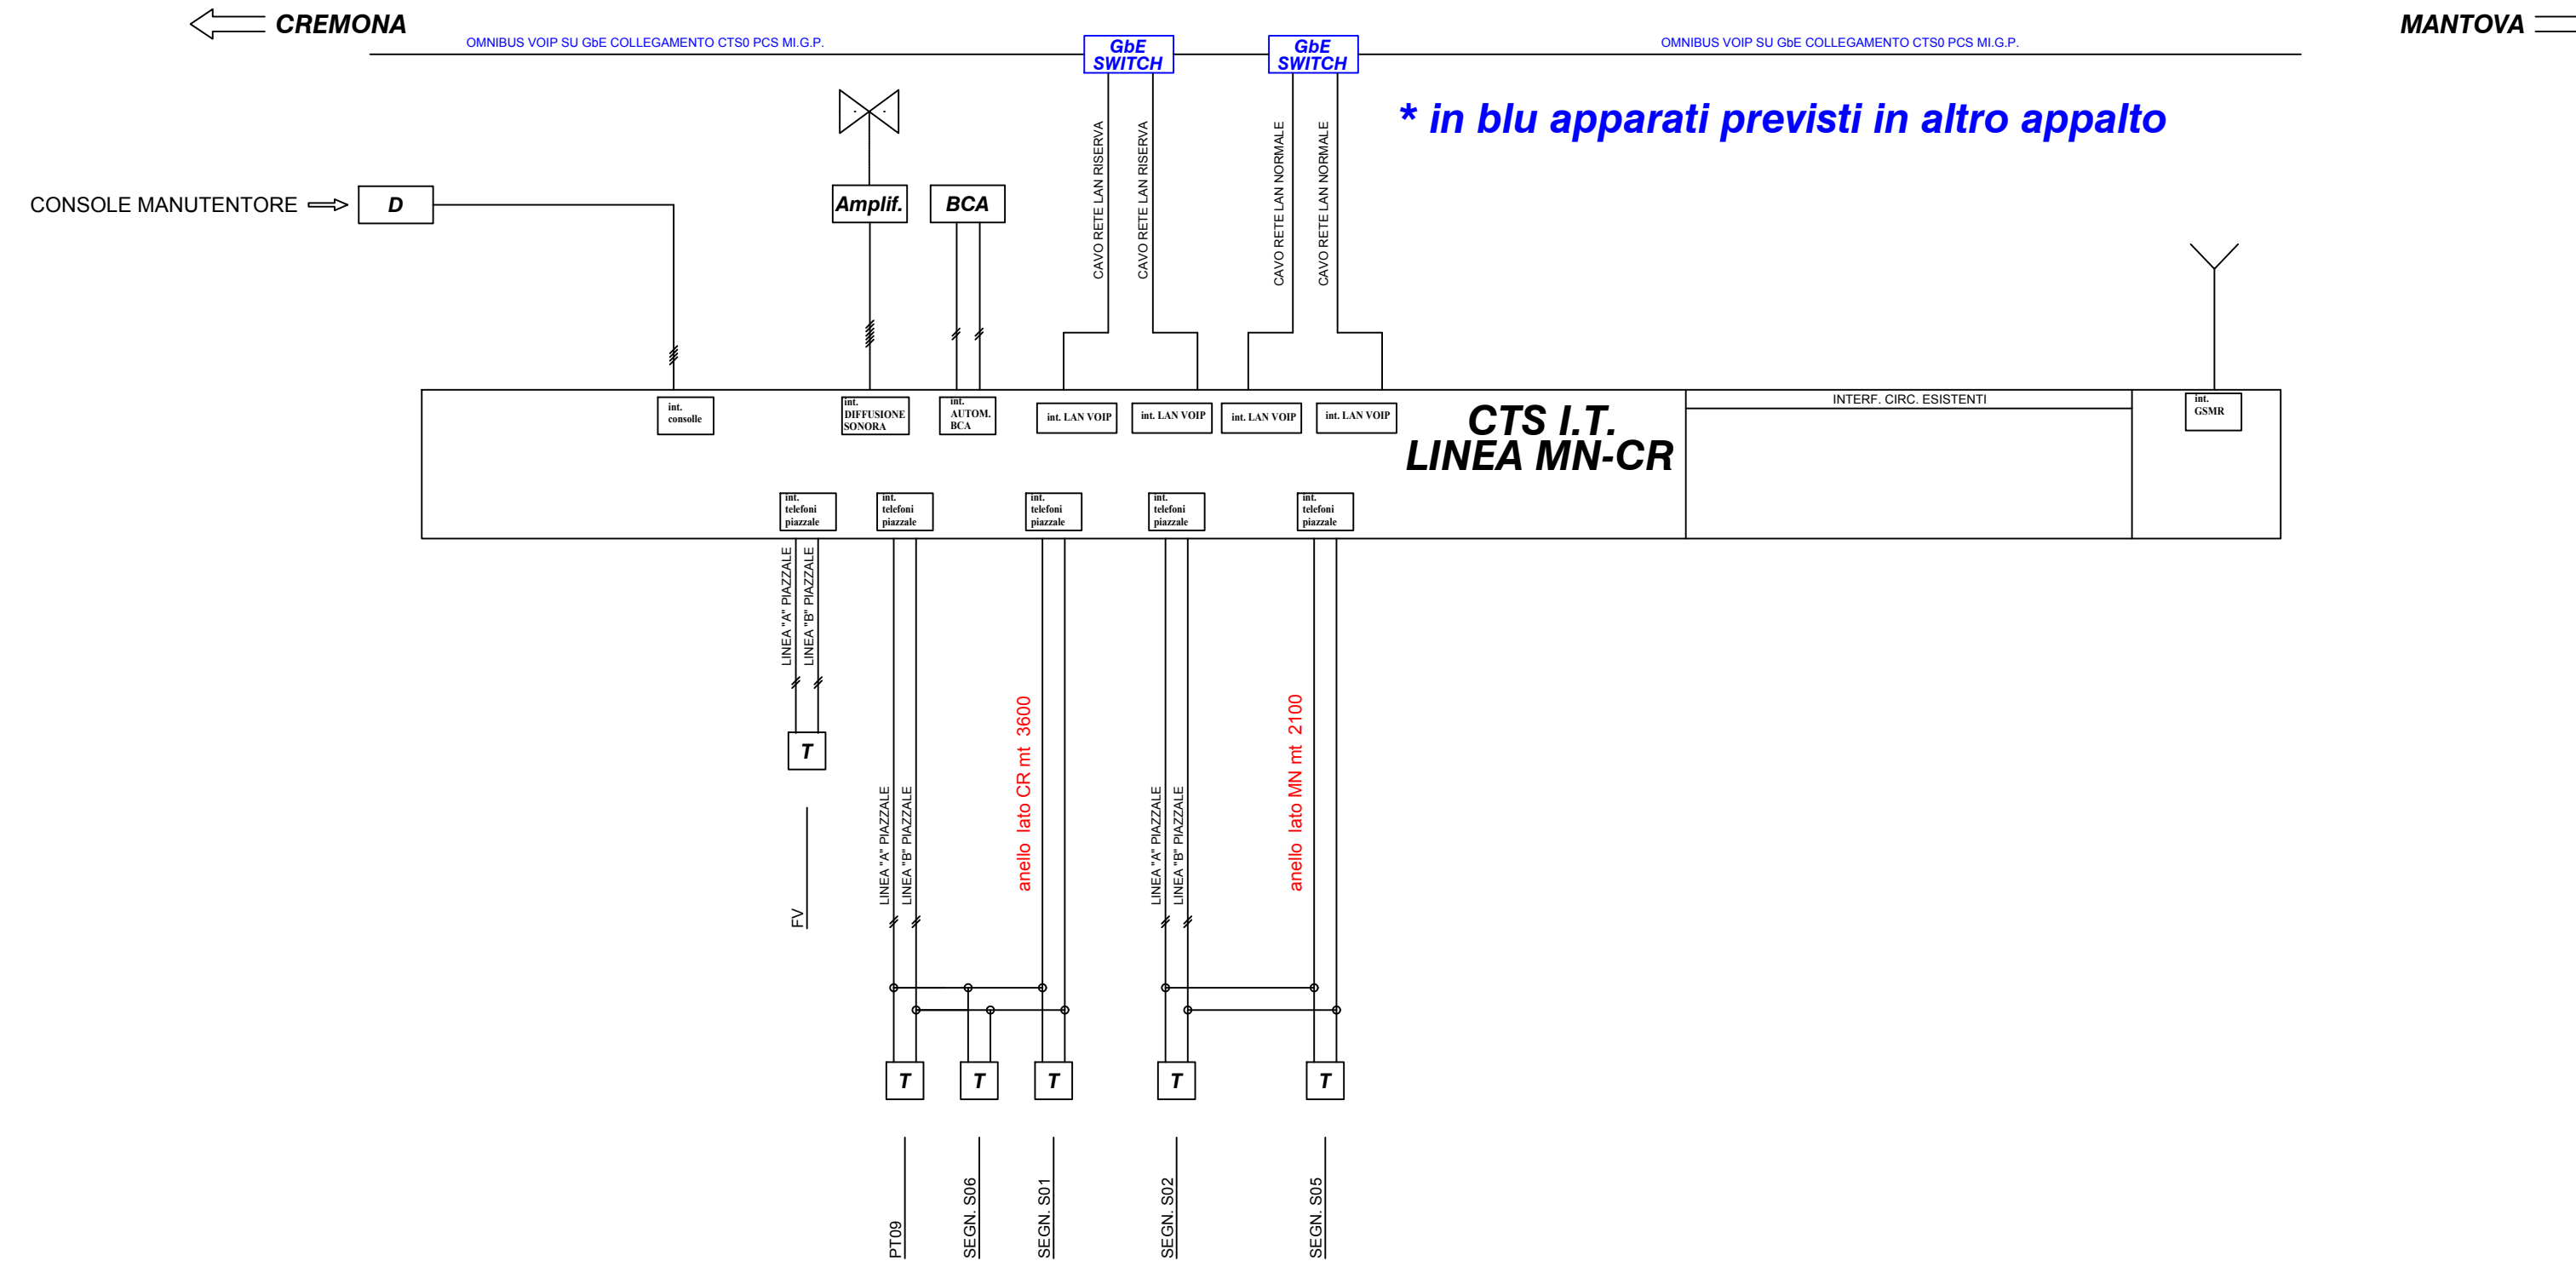 CREMONA
MANTOVA
OMNIBUS VOIP SU GbE COLLEGAMENTO CTS0 PCS MI.G.P.
GbE
SWITCH
GbE
SWITCH
OMNIBUS VOIP SU GbE COLLEGAMENTO CTS0 PCS MI.G.P.
* in blu apparati previsti in altro appalto
CAVO RETE LAN RISERVA
CAVO RETE LAN RISERVA
CAVO RETE LAN NORMALE
CAVO RETE LAN NORMALE
CONSOLE MANUTENTORE
D
Amplif.
BCA
int.
consolle
int.
DIFFUSIONE
SONORA
int.
AUTOM.
BCA
int. LAN VOIP
int. LAN VOIP
int. LAN VOIP
int. LAN VOIP
CTS I.T.
LINEA MN-CR
INTERF. CIRC. ESISTENTI
int.
GSMR
int.
telefoni
piazzale
int.
telefoni
piazzale
int.
telefoni
piazzale
int.
telefoni
piazzale
int.
telefoni
piazzale
LINEA "A" PIAZZALE
LINEA "B" PIAZZALE
T
FV
LINEA "A" PIAZZALE
LINEA "B" PIAZZALE
anello lato CR mt 3600
LINEA "A" PIAZZALE
LINEA "B" PIAZZALE
anello lato MN mt 2100
T
T
T
T
T
PT09
SEGN. S06
SEGN. S01
SEGN. S02
SEGN. S05